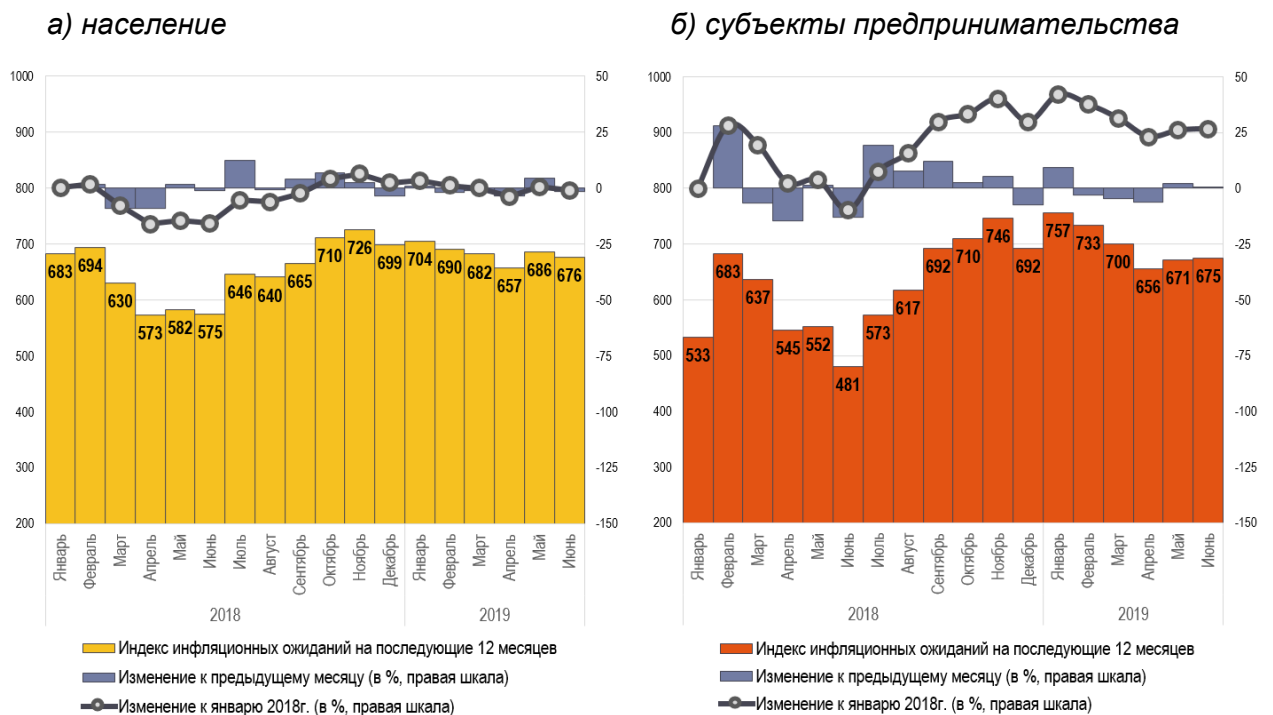 а) население
1000
900
800
700
600
500
400
300
200
50
25
0
-25
-50
-75
-100
-125
-150
683
694
630
573
582
575
646
640
665
710
726
699
704
690
682
657
686
676
Январь
Февраль
Март
Апрель
Май
Июнь
Июль
Август
Сентябрь
Октябрь
Ноябрь
Декабрь
Январь
Февраль
Март
Апрель
Май
Июнь
2018
2019
Индекс инфляционных ожиданий на последующие 12 месяцев
Изменение к предыдущему месяцу (в %, правая шкала)
Изменение к январю 2018г. (в %, правая шкала)
б) субъекты предпринимательства
1000
900
800
700
600
500
400
300
200
50
25
0
-25
-50
-75
-100
-125
-150
533
683
637
545
552
481
573
617
692
710
746
692
757
733
700
656
671
675
Январь
Февраль
Март
Апрель
Май
Июнь
Июль
Август
Сентябрь
Октябрь
Ноябрь
Декабрь
Январь
Февраль
Март
Апрель
Май
Июнь
2018
2019
Индекс инфляционных ожиданий на последующие 12 месяцев
Изменение к предыдущему месяцу (в %, правая шкала)
Изменение к январю 2018г. (в %, правая шкала)